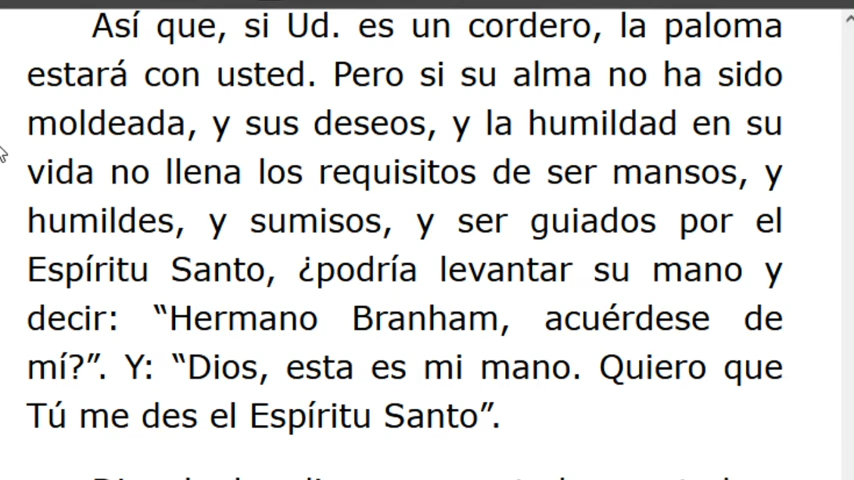 Así que, si Ud. es un cordero, la paloma
estará con usted. Pero si su alma no ha sido
moldeada, y sus deseos, y la humildad en su
vida no llena los requisitos de ser mansos, y
humildes, y sumisos, y ser guiados por el
Espíritu Santo, ¿podría levantar su mano y
decir: “Hermano Branham, acuérdese de
mí?”. Y: “Dios, esta es mi mano. Quiero que
Tú me des el Espíritu Santo”.